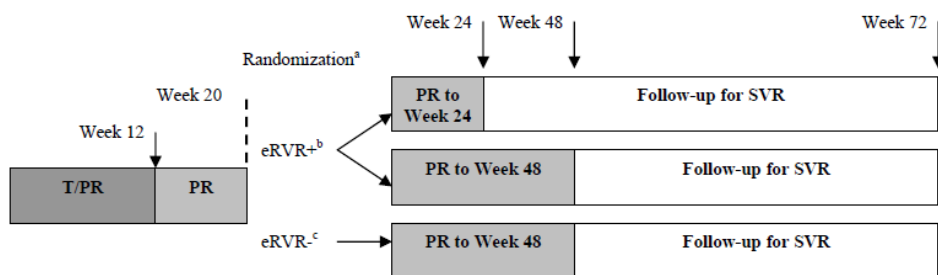 Week 24 Week 48 Week 72
Randomizationᵃ
Week 20
PR to
Week 24
Follow-up for SVR
Week 12
eRVR+ᵇ
T/PR PR
PR to Week 48 Follow-up for SVR
eRVR-ᶜ
PR to Week 48 Follow-up for SVR